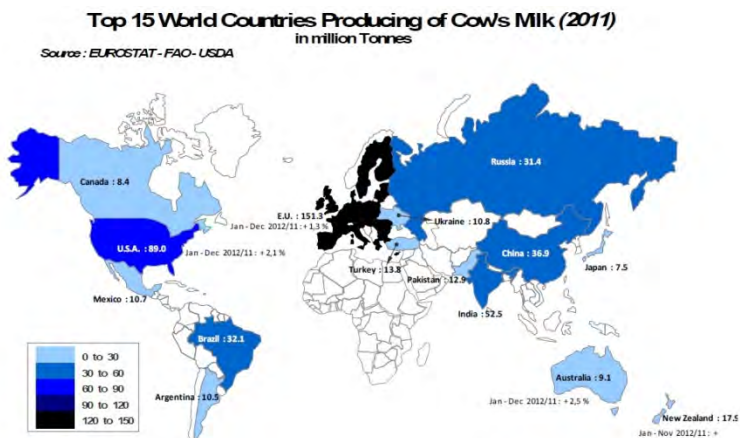 Top 15 World Countries Producing of Cow's Milk (2011)
in million Tonnes
Source : EUROSTAT - FAO - USDA
Canada : 8.4
Russia : 31.4
E.U. : 151.3
Jan - Dec 2012/11 : + 1,3 %
Ukraine : 10.8
U.S.A. : 89.0
Jan - Dec 2012/11 : + 2,1 %
China : 36.9
Turkey : 13.8
Pakistan : 12.9
Japan : 7.5
Mexico : 10.7
India : 52.5
Brazil : 32.1
0 to 30
30 to 60
60 to 90
90 to 120
120 to 150
Argentina : 10.5
Australia : 9.1
Jan - Dec 2012/11 : + 2,5 %
New Zealand : 17.9
Jan - Nov 2012/11 : +